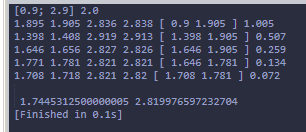 [0.9; 2.9] 2.0
1.895 1.905 2.836 2.838 [ 0.9 1.905 ] 1.005
1.398 1.408 2.919 2.913 [ 1.398 1.905 ] 0.507
1.646 1.656 2.827 2.826 [ 1.646 1.905 ] 0.259
1.771 1.781 2.821 2.821 [ 1.646 1.781 ] 0.134
1.708 1.718 2.821 2.82 [ 1.708 1.781 ] 0.072
1.7445312500000005 2.819976597232704
[Finished in 0.1s]